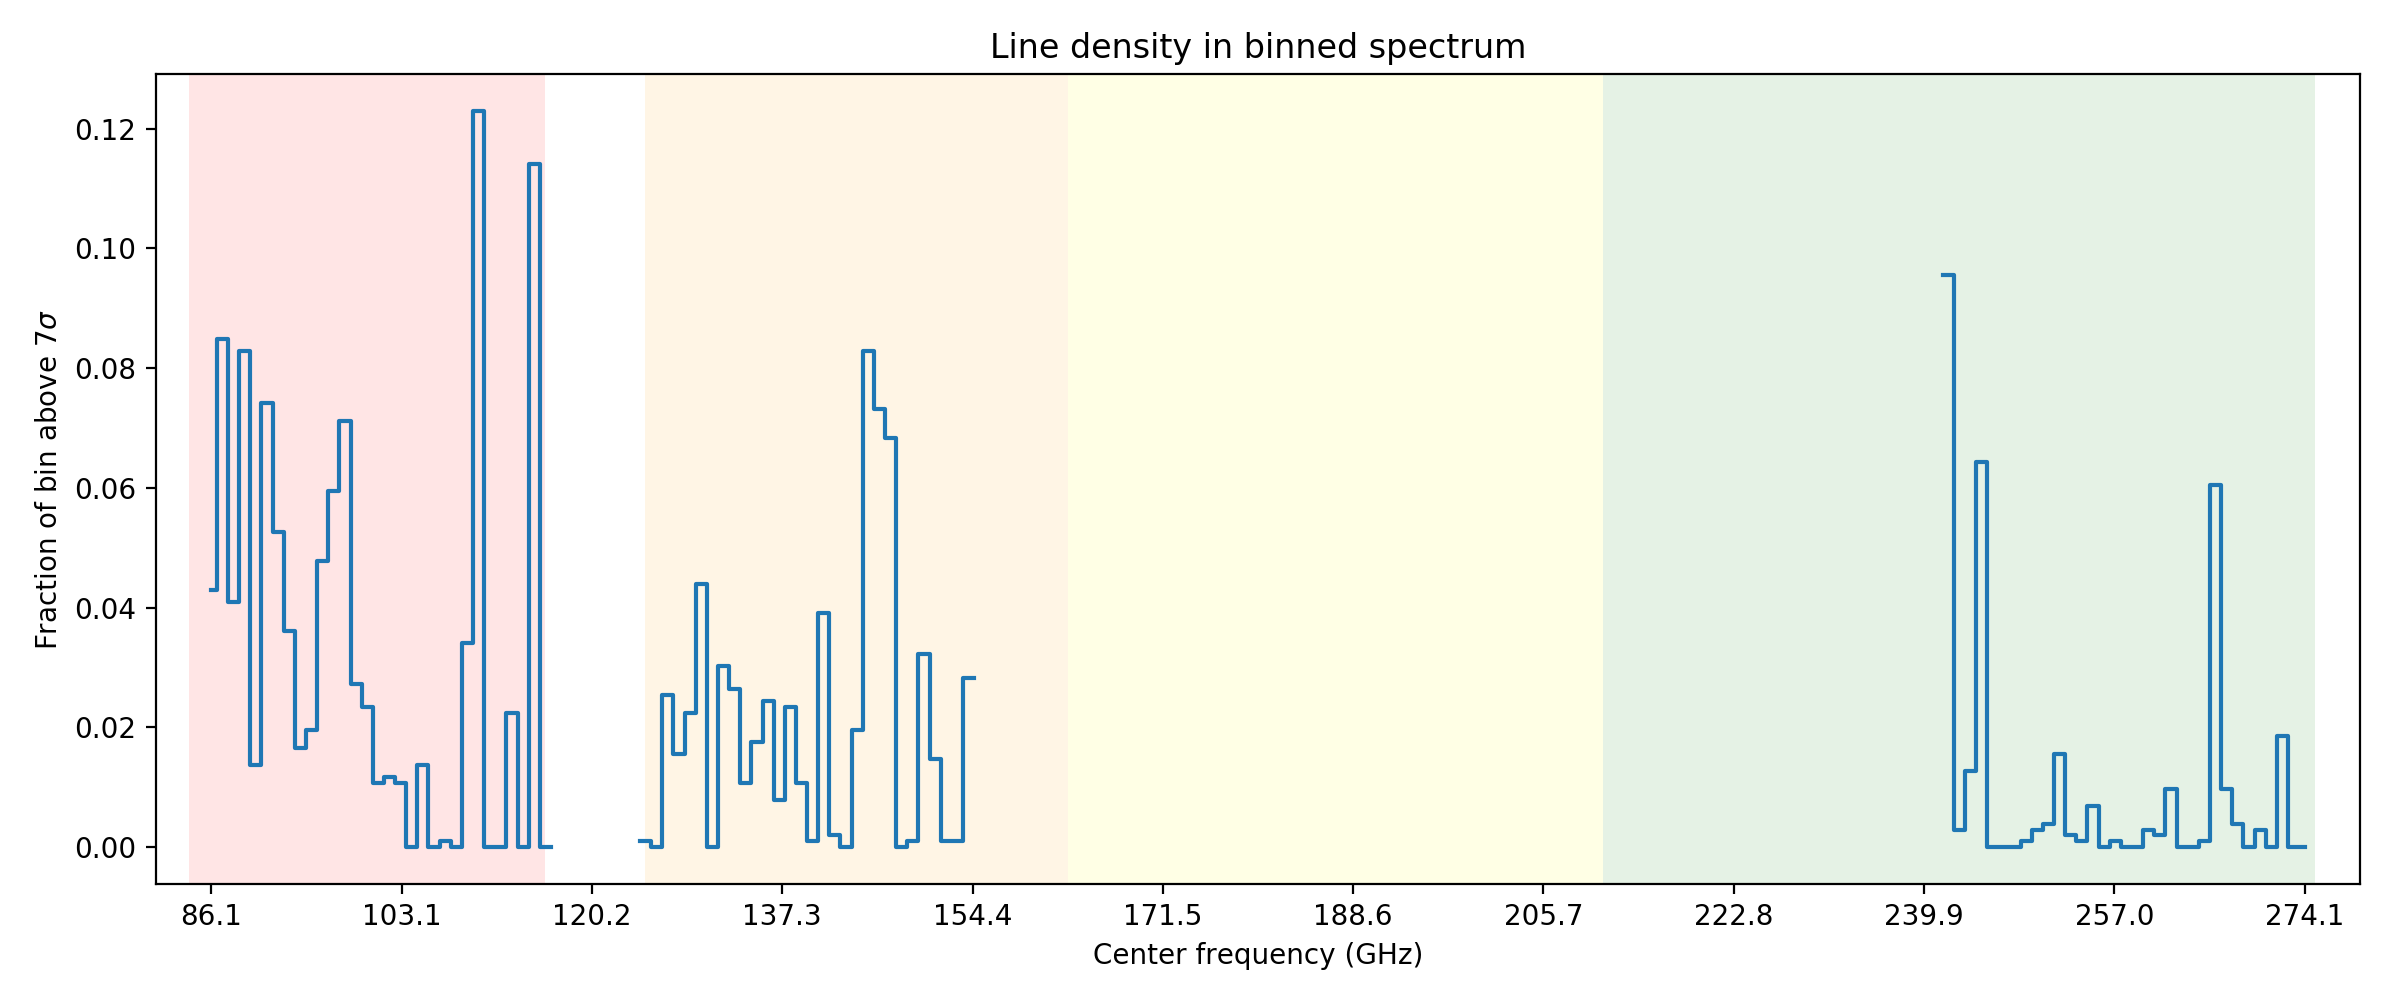 Line density in binned spectrum
Fraction of bin above 7σ
0.12
0.10
0.08
0.06
0.04
0.02
0.00
86.1 103.1 120.2 137.3 154.4 171.5 188.6 205.7 222.8 239.9 257.0 274.1
Center frequency (GHz)